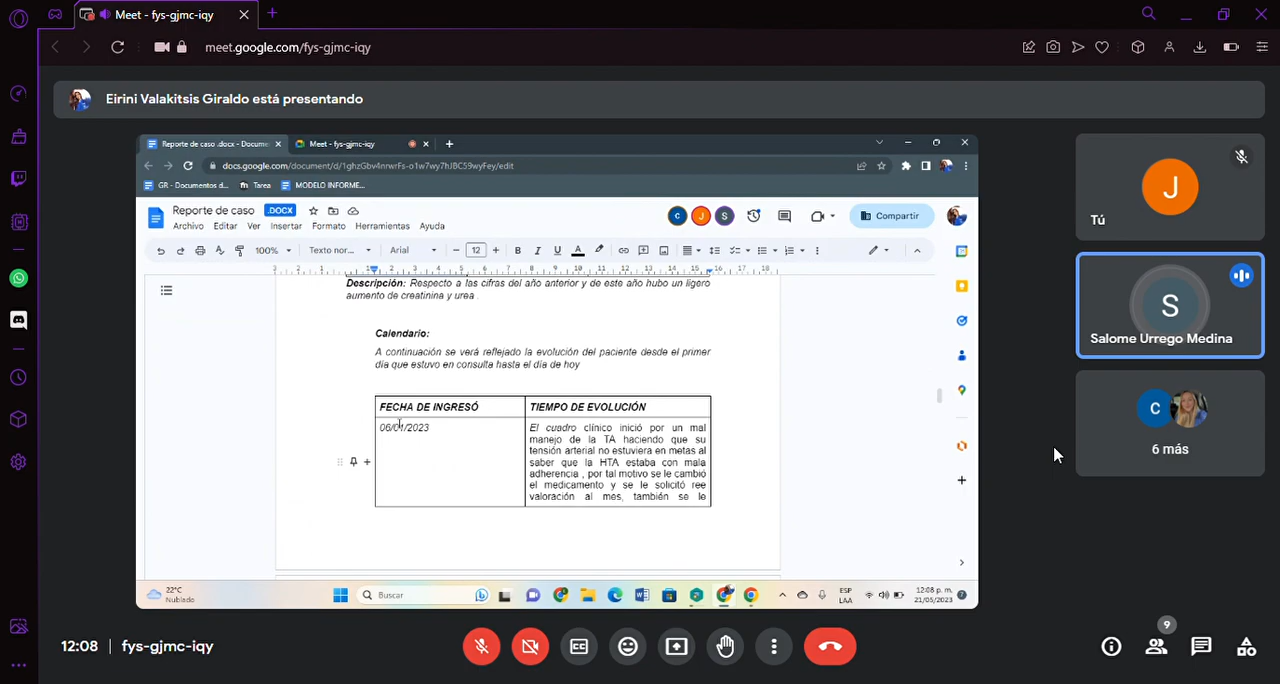 Meet - fys-gjmc-iqy
meet.google.com/fys-gjmc-iqy
Eirini Valakitsis Giraldo está presentando
Reporte de caso .docx - Docume
Meet - fys-gjmc-iqy
docs.google.com/document/d/1ghzGbv4nrwrFs-o1w7wy7hJBC59wyFey/edit
GR - Documentos d...
Tarea
MODELO INFORME...
Reporte de caso .DOCX
C J S
Compartir
Archivo Editar Ver Insertar Formato Herramientas Ayuda
100% Texto nor... Arial 12
Descripción: Respecto a las cifras del año anterior y de este año hubo un ligero
aumento de creatinina y urea .
Calendario:
A continuación se verá reflejado la evolución del paciente desde el primer
día que estuvo en consulta hasta el día de hoy
FECHA DE INGRESÓ
TIEMPO DE EVOLUCIÓN
06/01/2023
El cuadro clínico inició por un mal
manejo de la TA haciendo que su
tensión arterial no estuviera en metas al
saber que la HTA estaba con mala
adherencia , por tal motivo se le cambió
el medicamento y se le solicitó ree
valoración al mes, también se le
22°C
Nublado
Buscar
ESP
LAA
12:08 p. m.
21/05/2023
J
Tú
S
Salome Urrego Medina
C
6 más
12:08 fys-gjmc-iqy
9